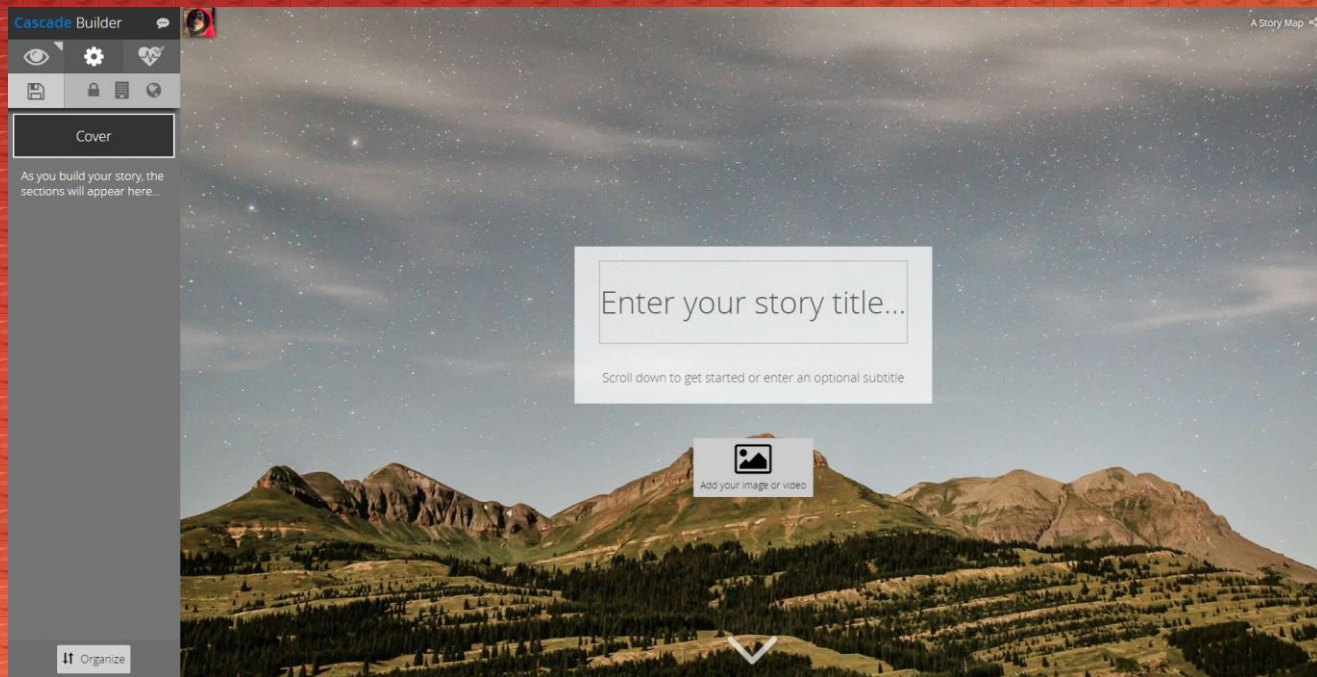 Cascade Builder
A Story Map
Cover
As you build your story, the
sections will appear here...
Enter your story title...
Scroll down to get started or enter an optional subtitle
Add your image or video
Organize